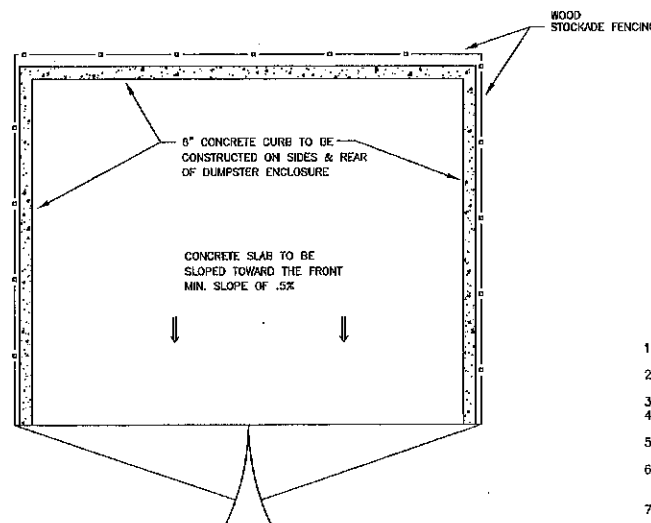 WOOD
STOCKADE FENCING
6" CONCRETE CURB TO BE
CONSTRUCTED ON SIDES & REAR
OF DUMPSTER ENCLOSURE
CONCRETE SLAB TO BE
SLOPED TOWARD THE FRONT
MIN. SLOPE OF .5%
1
2
3
4
5
6
7